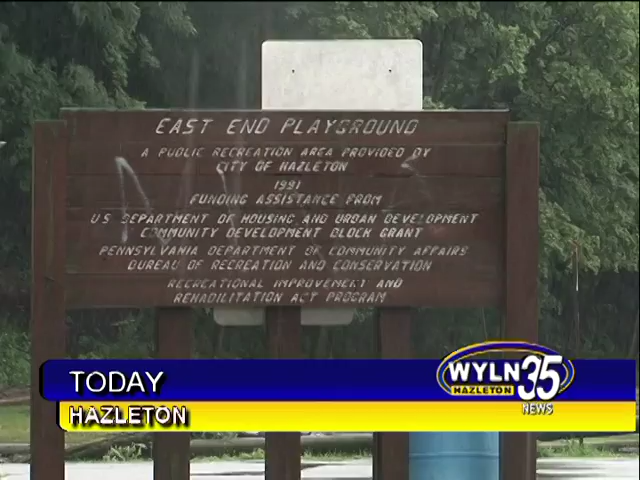 EAST END PLAYGROUND
A PUBLIC RECREATION AREA PROVIDED BY
CITY OF HAZLETON
1991
FUNDING ASSISTANCE FROM
U.S. DEPARTMENT OF HOUSING AND URBAN DEVELOPMENT
COMMUNITY DEVELOPMENT BLOCK GRANT
PENNSYLVANIA DEPARTMENT OF COMMUNITY AFFAIRS
BUREAU OF RECREATION AND CONSERVATION
RECREATIONAL IMPROVEMENT AND
REHABILITATION ACT PROGRAM
TODAY
HAZLETON
WYLN 35
HAZLETON
NEWS